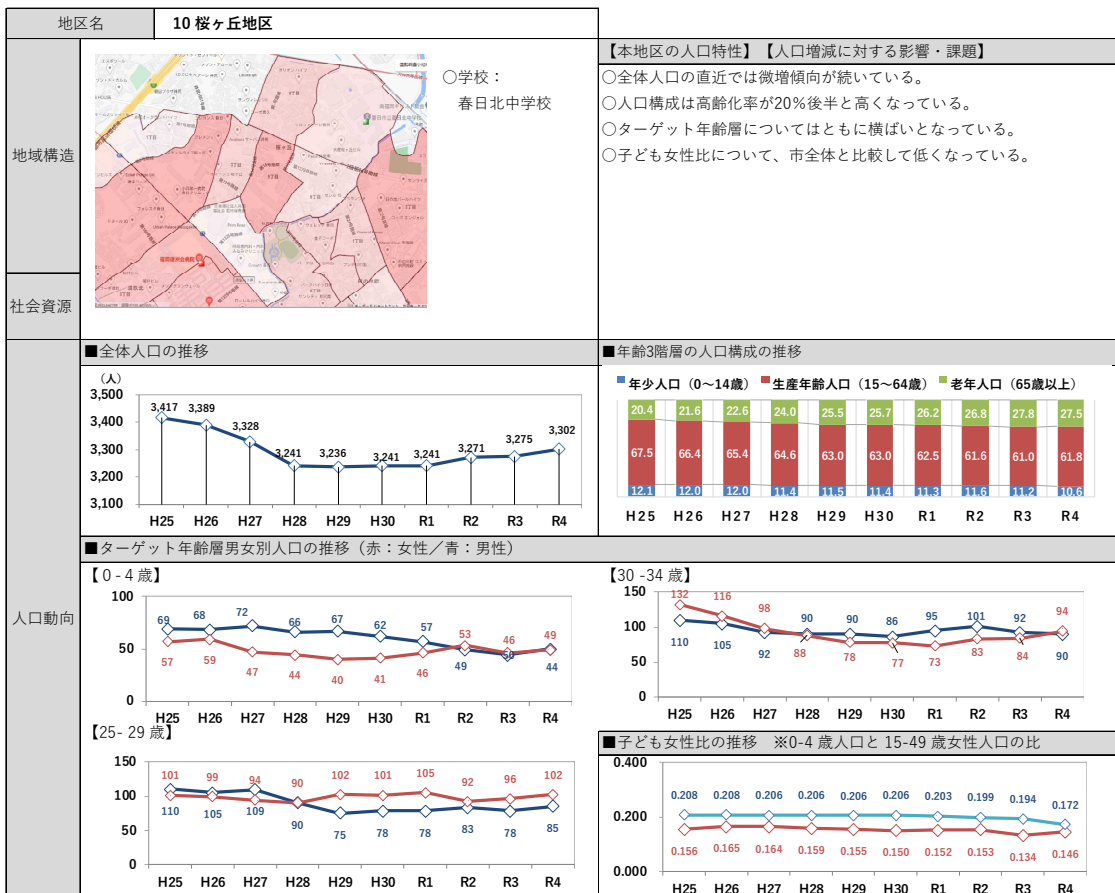 地区名
10 桜ヶ丘地区
地域構造
社会資源
○学校：
春日北中学校
【本地区の人口特性】【人口増減に対する影響・課題】
○全体人口の直近では微増傾向が続いている。
○人口構成は高齢化率が20％後半と高くなっている。
○ターゲット年齢層についてはともに横ばいとなっている。
○子ども女性比について、市全体と比較して低くなっている。
人口動向
■全体人口の推移
（人）
3,500
3,400
3,300
3,200
3,100
3,417 3,389 3,328 3,241 3,236 3,241 3,241 3,271 3,275 3,302
H25 H26 H27 H28 H29 H30 R1 R2 R3 R4
■年齢3階層の人口構成の推移
年少人口（0～14歳） 生産年齢人口（15～64歳） 老年人口（65歳以上）
20.4 21.6 22.6 24.0 25.5 25.7 26.2 26.8 27.8 27.5
67.5 66.4 65.4 64.6 63.0 63.0 62.5 61.6 61.0 61.8
12.1 12.0 12.0 11.4 11.5 11.4 11.3 11.6 11.2 10.6
H25 H26 H27 H28 H29 H30 R1 R2 R3 R4
■ターゲット年齢層男女別人口の推移（赤：女性／青：男性）
【0-4 歳】
100
50
0
69 68 72 66 67 62 57 53 46 49
57 59 47 44 40 41 46 49 50 44
H25 H26 H27 H28 H29 H30 R1 R2 R3 R4
【30-34 歳】
150
100
50
0
132 116 98 90 90 86 95 101 92 94
110 105 92 88 78 77 73 83 84 90
H25 H26 H27 H28 H29 H30 R1 R2 R3 R4
【25-29 歳】
150
100
50
0
101 99 94 90 102 101 105 92 96 102
110 105 109 90 75 78 78 83 78 85
H25 H26 H27 H28 H29 H30 R1 R2 R3 R4
■子ども女性比の推移　※0-4 歳人口と 15-49 歳女性人口の比
0.400
0.200
0.000
0.208 0.208 0.206 0.206 0.206 0.206 0.203 0.199 0.194 0.172
0.156 0.165 0.164 0.159 0.155 0.150 0.152 0.153 0.134 0.146
H25 H26 H27 H28 H29 H30 R1 R2 R3 R4